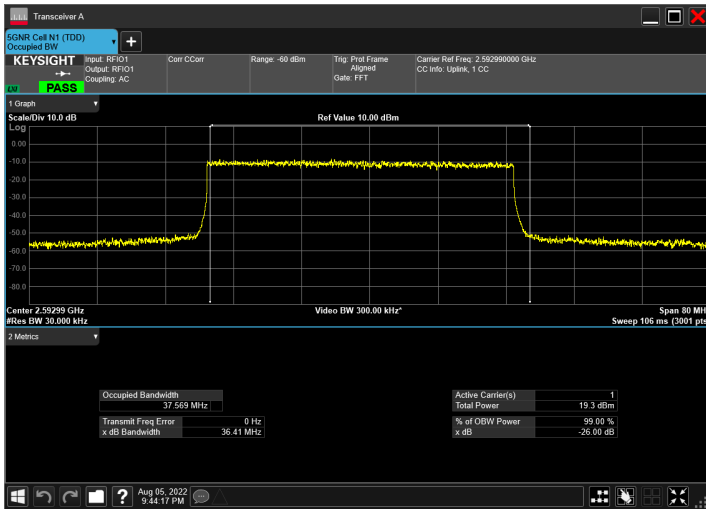 Transceiver A
5GNR Cell N1 (TDD)
Occupied BW
KEYSIGHT
Input: RFIO1
Output: RFIO1
Coupling: AC
Corr CCorr
Range: -60 dBm
Trig: Prot Frame
Aligned
Gate: FFT
Carrier Ref Freq: 2.592990000 GHz
CC Info: Uplink, 1 CC
LXI
PASS
1 Graph
Scale/Div 10.0 dB
Ref Value 10.00 dBm
Log
0.00
-10.0
-20.0
-30.0
-40.0
-50.0
-60.0
-70.0
-80.0
Center 2.59299 GHz
Video BW 300.00 kHz*
Span 80 MH
#Res BW 30.000 kHz
Sweep 106 ms (3001 pts
2 Metrics
Occupied Bandwidth
37.569 MHz
Transmit Freq Error 0 Hz
x dB Bandwidth 36.41 MHz
Active Carrier(s) 1
Total Power 19.3 dBm
% of OBW Power 99.00 %
x dB -26.00 dB
?
Aug 05, 2022
9:44:17 PM